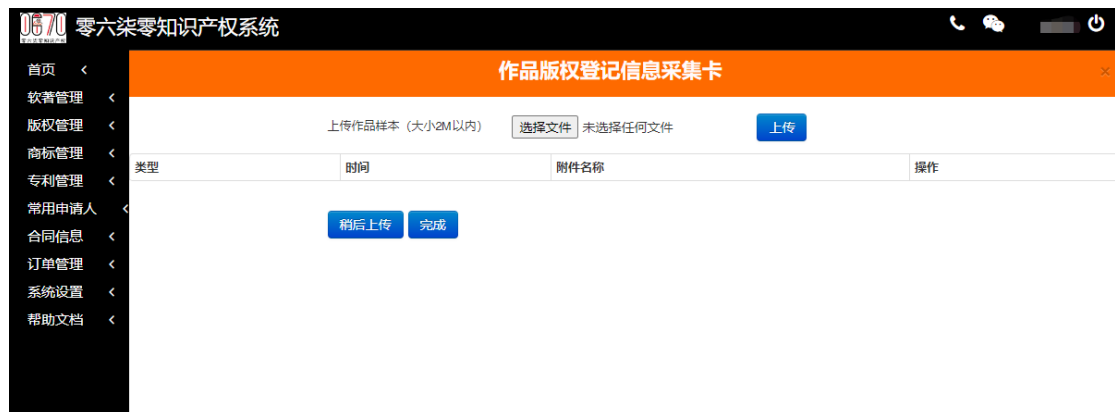 0670 零六柒零知识产权系统
作品版权登记信息采集卡 ×
首页
软著管理
版权管理
商标管理
专利管理
常用申请人
合同信息
订单管理
系统设置
帮助文档
上传作品样本（大小2M以内） 选择文件 未选择任何文件 上传
类型 时间 附件名称 操作
稍后上传 完成